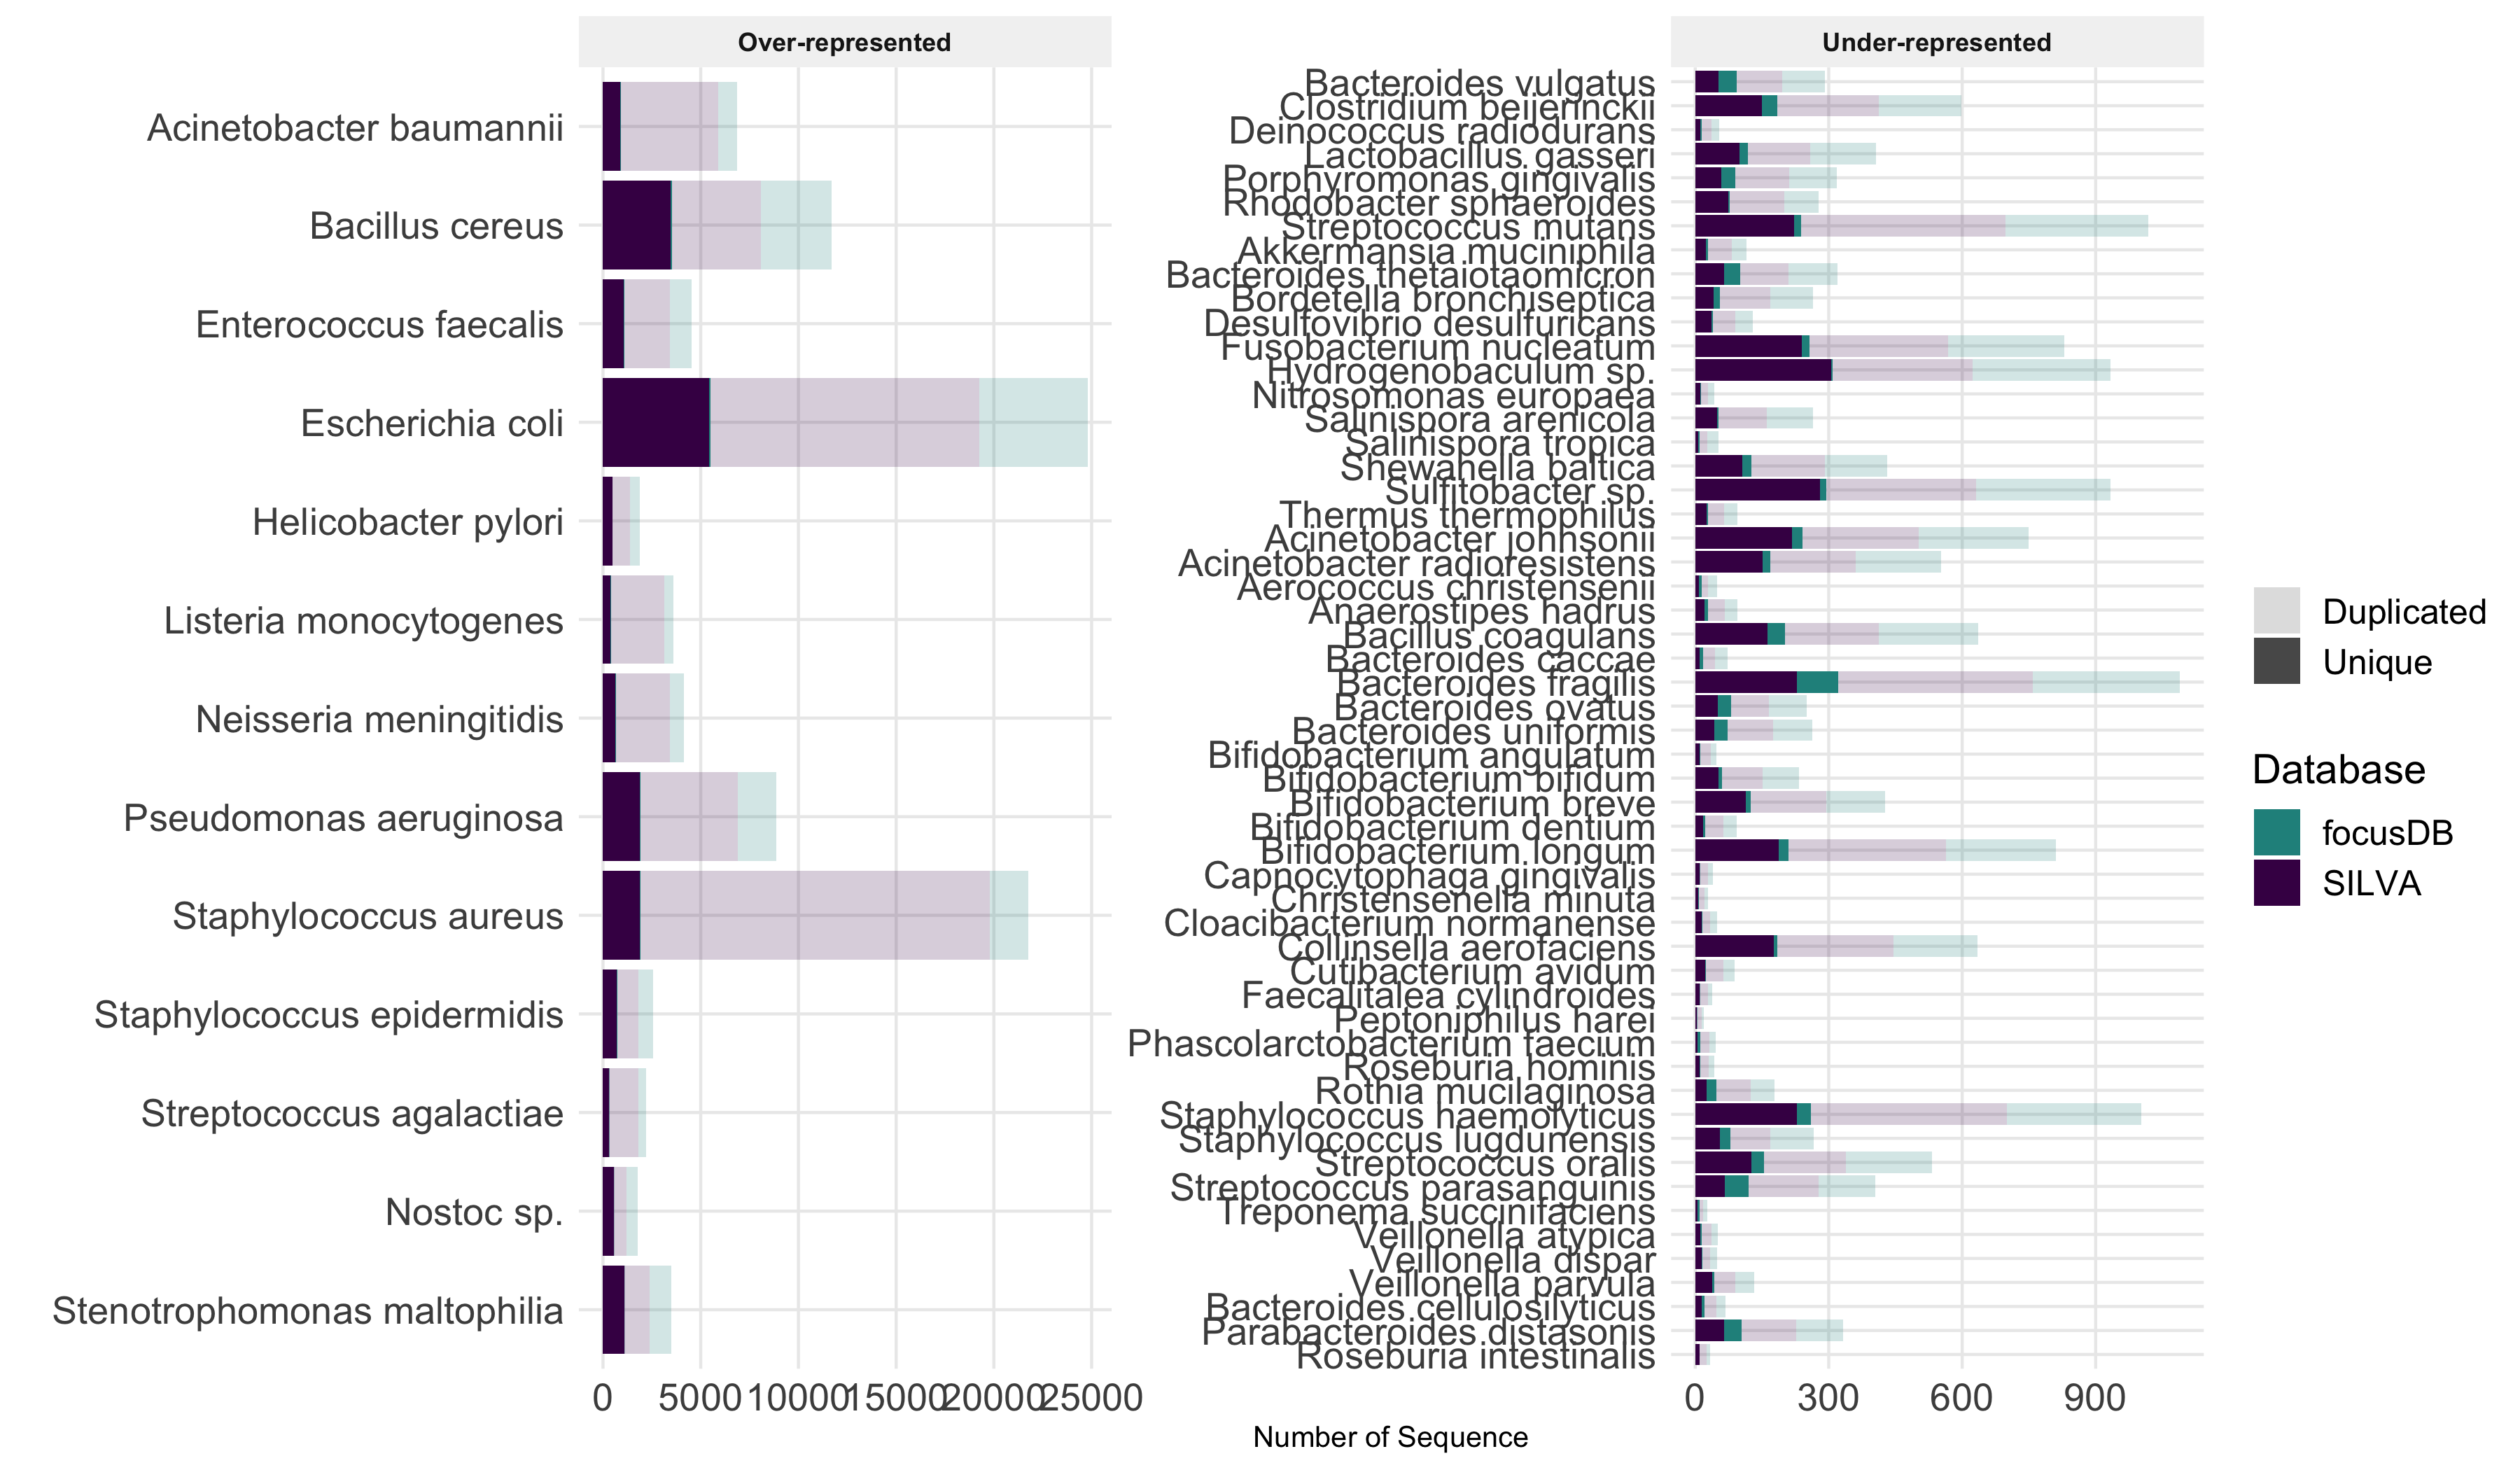 Over-represented
Acinetobacter baumannii
Bacillus cereus
Enterococcus faecalis
Escherichia coli
Helicobacter pylori
Listeria monocytogenes
Neisseria meningitidis
Pseudomonas aeruginosa
Staphylococcus aureus
Staphylococcus epidermidis
Streptococcus agalactiae
Nostoc sp.
Stenotrophomonas maltophilia
0 5000 10000 15000 20000 25000
Under-represented
Bacteroides vulgatus
Clostridium beijerinckii
Deinococcus radiodurans
Lactobacillus gasseri
Porphyromonas gingivalis
Rhodobacter sphaeroides
Streptococcus mutans
Akkermansia muciniphila
Bacteroides thetaiotaomicron
Bordetella bronchiseptica
Desulfovibrio desulfuricans
Fusobacterium nucleatum
Hydrogenobaculum sp.
Nitrosomonas europaea
Salinispora arenicola
Salinispora tropica
Shewanella baltica
Sulfitobacter sp.
Thermus thermophilus
Acinetobacter johnsonii
Acinetobacter radioresistens
Aerococcus christensenii
Anaerostipes hadrus
Bacillus coagulans
Bacteroides caccae
Bacteroides fragilis
Bacteroides ovatus
Bacteroides uniformis
Bifidobacterium angulatum
Bifidobacterium bifidum
Bifidobacterium breve
Bifidobacterium dentium
Bifidobacterium longum
Capnocytophaga gingivalis
Christensenella minuta
Cloacibacterium normanense
Collinsella aerofaciens
Cutibacterium avidum
Faecalitalea cylindroides
Peptoniphilus harei
Phascolarctobacterium faecium
Roseburia hominis
Rothia mucilaginosa
Staphylococcus haemolyticus
Staphylococcus lugdunensis
Streptococcus oralis
Streptococcus parasanguinis
Treponema succinifaciens
Veillonella atypica
Veillonella dispar
Veillonella parvula
Bacteroides cellulosilyticus
Parabacteroides distasonis
Roseburia intestinalis
0 300 600 900
Number of Sequence
Duplicated
Unique
Database
focusDB
SILVA